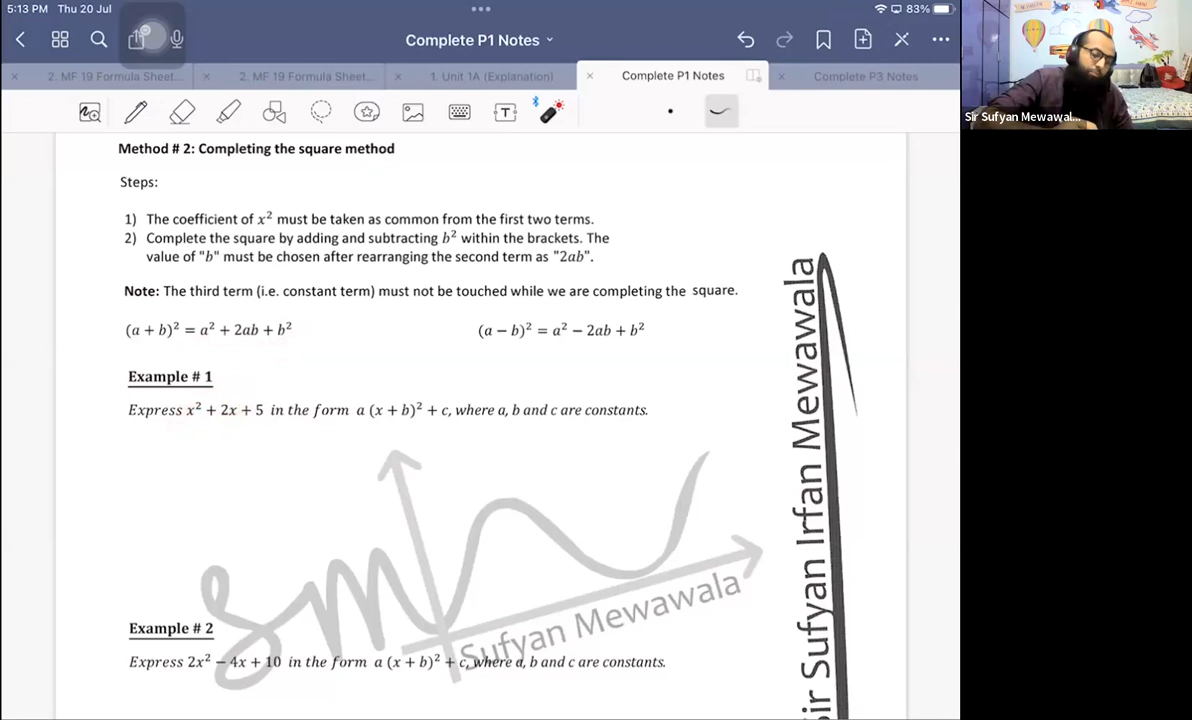 5:13 PM Thu 20 Jul
83%
Complete P1 Notes
2. MF 19 Formula Sheet...
2. MF 19 Formula Sheet...
1. Unit 1A (Explanation)
Complete P1 Notes
Complete P3 Notes
Sir Sufyan Mewawal...
Method # 2: Completing the square method
Steps:
1) The coefficient of x² must be taken as common from the first two terms.
2) Complete the square by adding and subtracting b² within the brackets. The
value of "b" must be chosen after rearranging the second term as "2ab".
Note: The third term (i.e. constant term) must not be touched while we are completing the square.
(a + b)² = a² + 2ab + b²
(a − b)² = a² − 2ab + b²
Example # 1
Express x² + 2x + 5 in the form a (x + b)² + c, where a, b and c are constants.
smh
Sufyan Mewawala
Example # 2
Express 2x² − 4x + 10 in the form a (x + b)² + c, where a, b and c are constants.
Sir Sufyan Irfan Mewawala